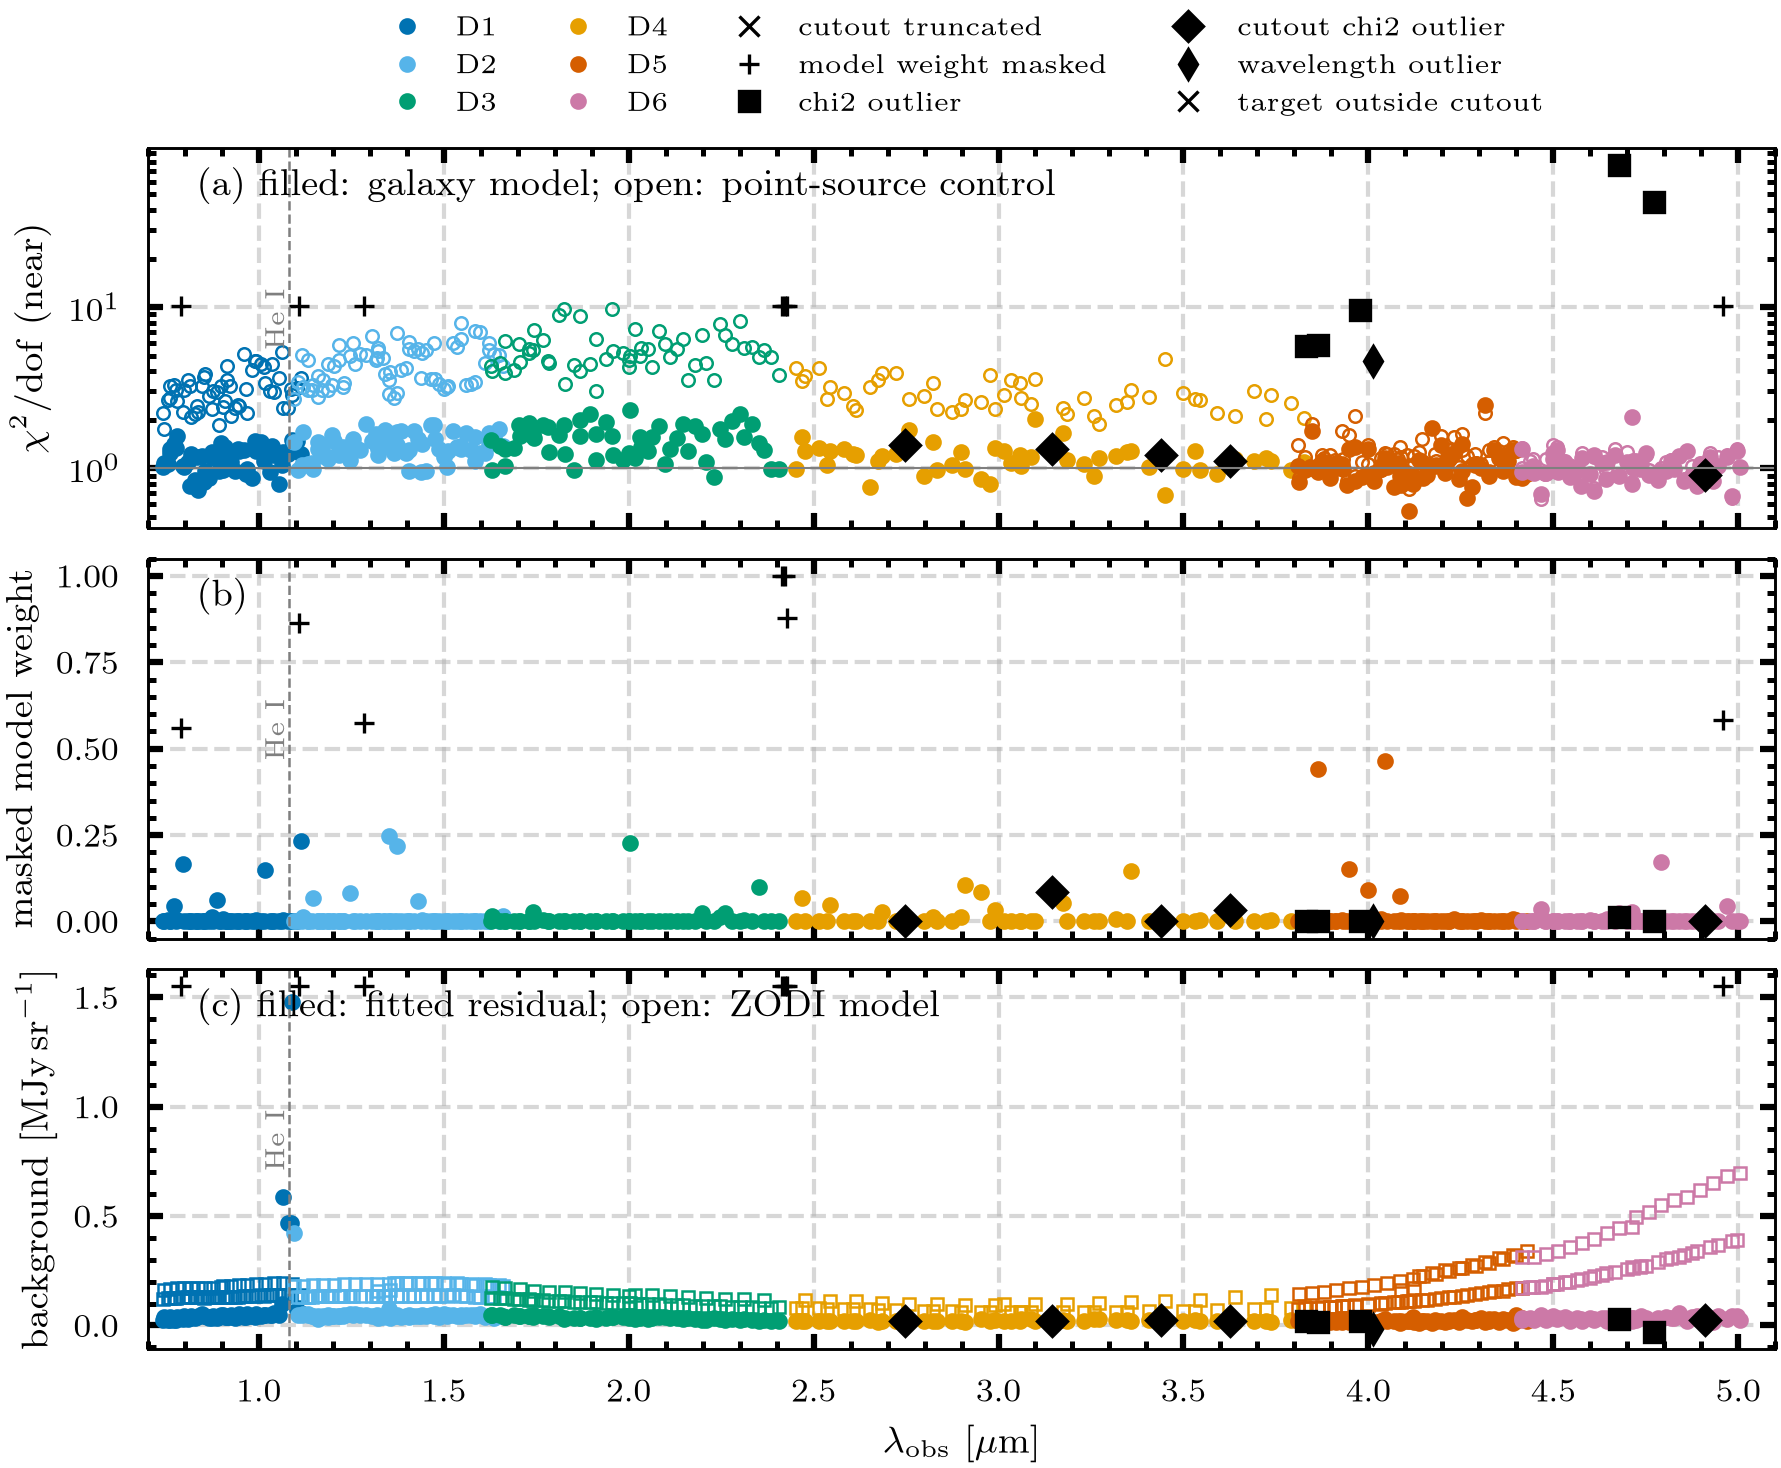 D1
D2
D3
D4
D5
D6
cutout truncated
model weight masked
chi2 outlier
cutout chi2 outlier
wavelength outlier
target outside cutout
(a) filled: galaxy model; open: point-source control
χ²/dof (near)
10¹
10⁰
He I
(b)
masked model weight
1.00
0.75
0.50
0.25
0.00
He I
(c) filled: fitted residual; open: ZODI model
background [MJy sr⁻¹]
1.5
1.0
0.5
0.0
He I
1.0 1.5 2.0 2.5 3.0 3.5 4.0 4.5 5.0
λobs [μm]